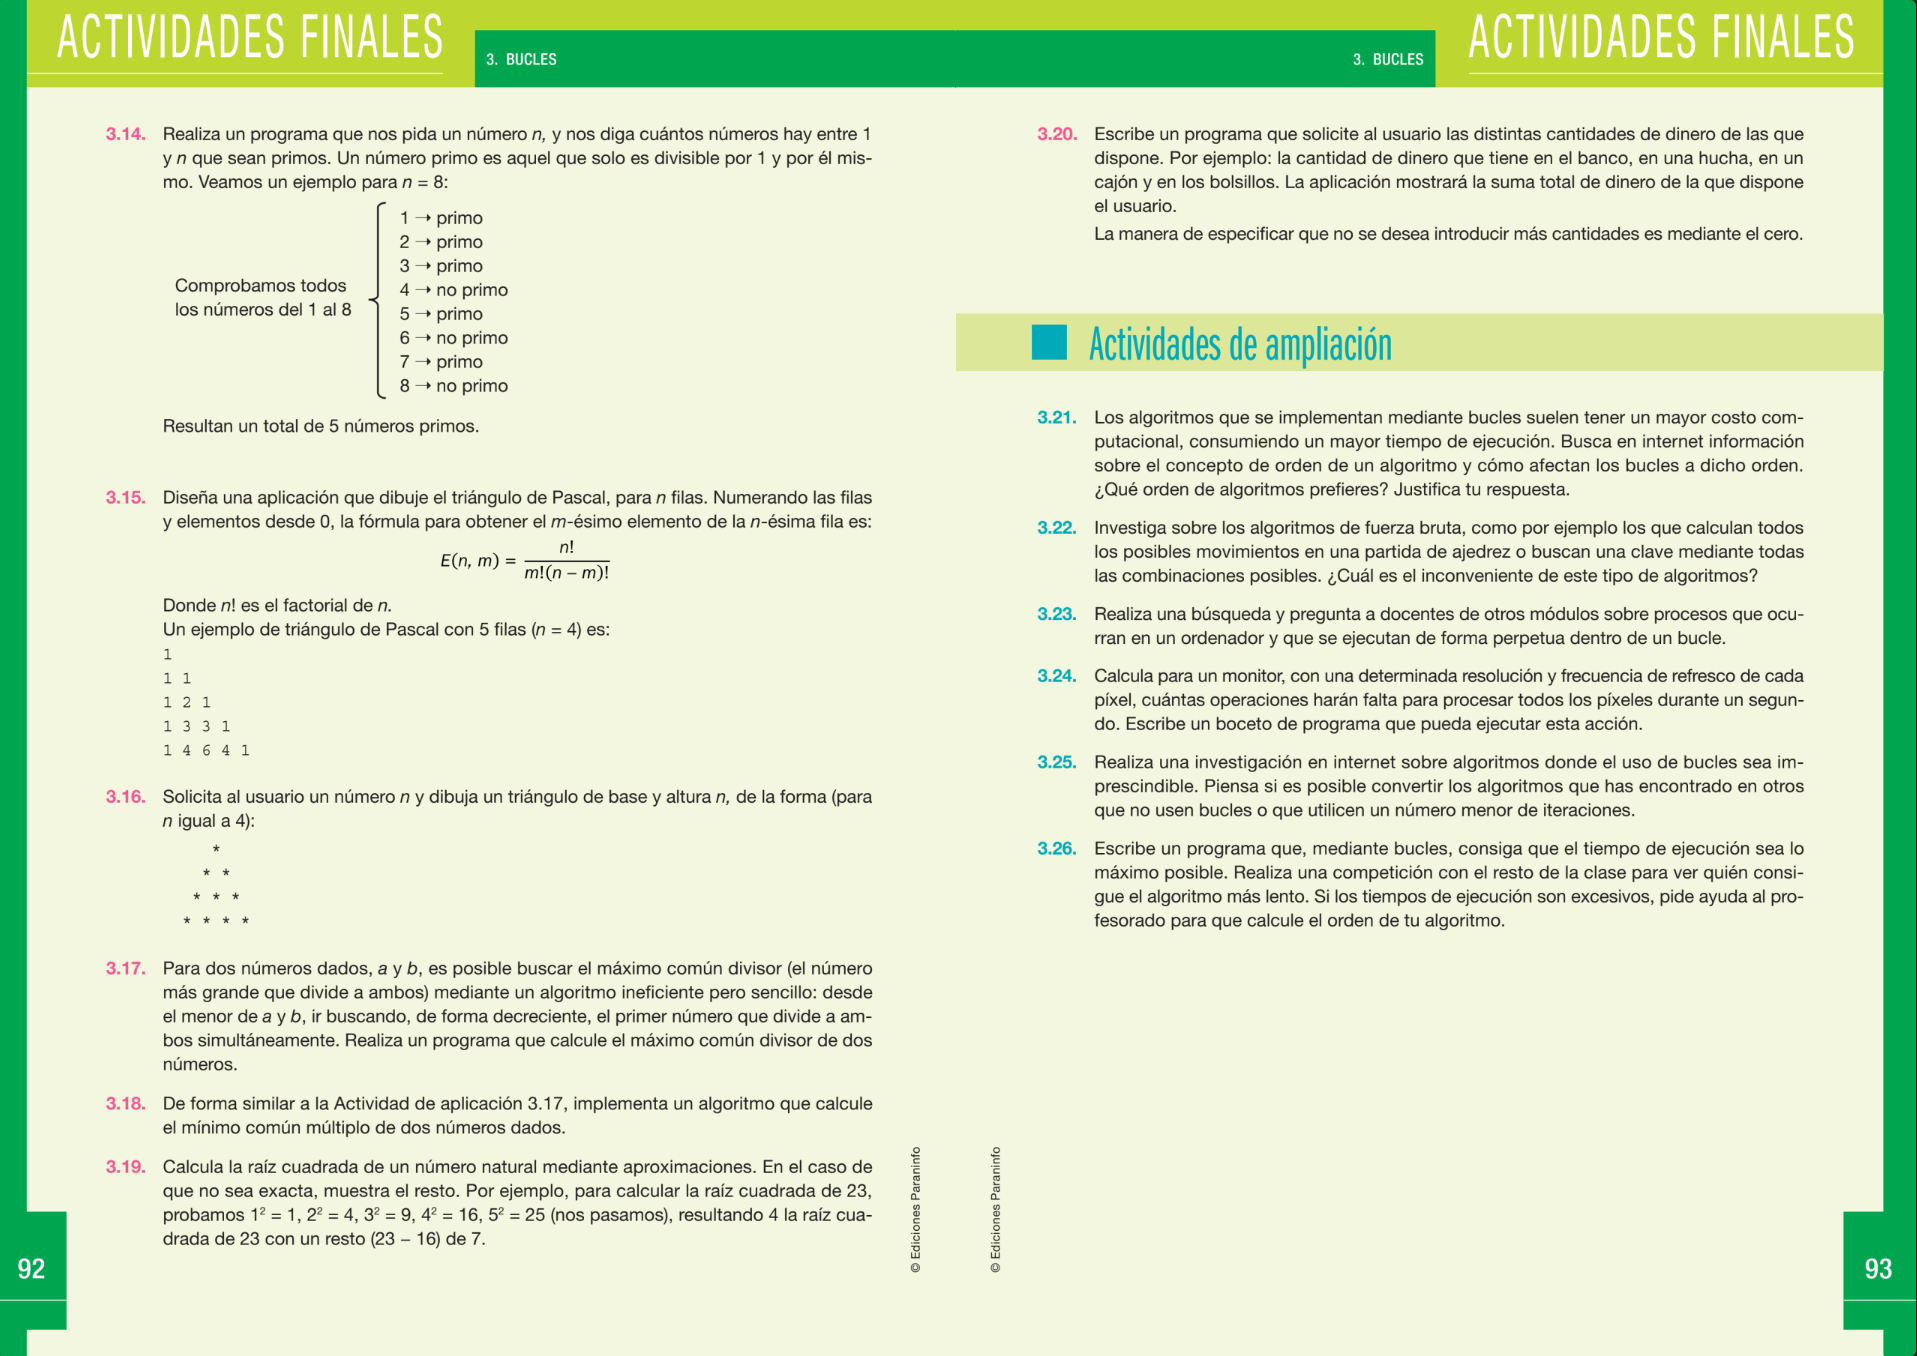 ACTIVIDADES FINALES
3. BUCLES
3.14. Realiza un programa que nos pida un número n, y nos diga cuántos números hay entre 1
y n que sean primos. Un número primo es aquel que solo es divisible por 1 y por él mis-
mo. Veamos un ejemplo para n = 8:
Comprobamos todos
los números del 1 al 8
1 → primo
2 → primo
3 → primo
4 → no primo
5 → primo
6 → no primo
7 → primo
8 → no primo
Resultan un total de 5 números primos.
3.15. Diseña una aplicación que dibuje el triángulo de Pascal, para n filas. Numerando las filas
y elementos desde 0, la fórmula para obtener el m-ésimo elemento de la n-ésima fila es:
E(n, m) = n! / m!(n – m)!
Donde n! es el factorial de n.
Un ejemplo de triángulo de Pascal con 5 filas (n = 4) es:
1
1 1
1 2 1
1 3 3 1
1 4 6 4 1
3.16. Solicita al usuario un número n y dibuja un triángulo de base y altura n, de la forma (para
n igual a 4):
*
* *
* * *
* * * *
3.17. Para dos números dados, a y b, es posible buscar el máximo común divisor (el número
más grande que divide a ambos) mediante un algoritmo ineficiente pero sencillo: desde
el menor de a y b, ir buscando, de forma decreciente, el primer número que divide a am-
bos simultáneamente. Realiza un programa que calcule el máximo común divisor de dos
números.
3.18. De forma similar a la Actividad de aplicación 3.17, implementa un algoritmo que calcule
el mínimo común múltiplo de dos números dados.
3.19. Calcula la raíz cuadrada de un número natural mediante aproximaciones. En el caso de
que no sea exacta, muestra el resto. Por ejemplo, para calcular la raíz cuadrada de 23,
probamos 1² = 1, 2² = 4, 3² = 9, 4² = 16, 5² = 25 (nos pasamos), resultando 4 la raíz cua-
drada de 23 con un resto (23 – 16) de 7.
© Ediciones Paraninfo
92
3. BUCLES
ACTIVIDADES FINALES
3.20. Escribe un programa que solicite al usuario las distintas cantidades de dinero de las que
dispone. Por ejemplo: la cantidad de dinero que tiene en el banco, en una hucha, en un
cajón y en los bolsillos. La aplicación mostrará la suma total de dinero de la que dispone
el usuario.
La manera de especificar que no se desea introducir más cantidades es mediante el cero.
Actividades de ampliación
3.21. Los algoritmos que se implementan mediante bucles suelen tener un mayor costo com-
putacional, consumiendo un mayor tiempo de ejecución. Busca en internet información
sobre el concepto de orden de un algoritmo y cómo afectan los bucles a dicho orden.
¿Qué orden de algoritmos prefieres? Justifica tu respuesta.
3.22. Investiga sobre los algoritmos de fuerza bruta, como por ejemplo los que calculan todos
los posibles movimientos en una partida de ajedrez o buscan una clave mediante todas
las combinaciones posibles. ¿Cuál es el inconveniente de este tipo de algoritmos?
3.23. Realiza una búsqueda y pregunta a docentes de otros módulos sobre procesos que ocu-
rran en un ordenador y que se ejecutan de forma perpetua dentro de un bucle.
3.24. Calcula para un monitor, con una determinada resolución y frecuencia de refresco de cada
píxel, cuántas operaciones harán falta para procesar todos los píxeles durante un segun-
do. Escribe un boceto de programa que pueda ejecutar esta acción.
3.25. Realiza una investigación en internet sobre algoritmos donde el uso de bucles sea im-
prescindible. Piensa si es posible convertir los algoritmos que has encontrado en otros
que no usen bucles o que utilicen un número menor de iteraciones.
3.26. Escribe un programa que, mediante bucles, consiga que el tiempo de ejecución sea lo
máximo posible. Realiza una competición con el resto de la clase para ver quién consi-
gue el algoritmo más lento. Si los tiempos de ejecución son excesivos, pide ayuda al pro-
fesorado para que calcule el orden de tu algoritmo.
© Ediciones Paraninfo
93